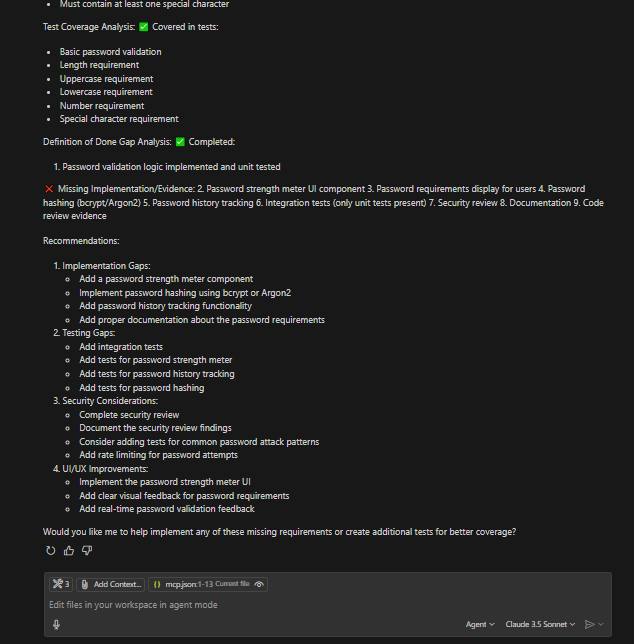 Must contain at least one special character
Test Coverage Analysis: ✅ Covered in tests:
Basic password validation
Length requirement
Uppercase requirement
Lowercase requirement
Number requirement
Special character requirement
Definition of Done Gap Analysis: ✅ Completed:
1. Password validation logic implemented and unit tested
❌ Missing Implementation/Evidence: 2. Password strength meter UI component 3. Password requirements display for users 4. Password
hashing (bcrypt/Argon2) 5. Password history tracking 6. Integration tests (only unit tests present) 7. Security review 8. Documentation 9. Code
review evidence
Recommendations:
1. Implementation Gaps:
Add a password strength meter component
Implement password hashing using bcrypt or Argon2
Add password history tracking functionality
Add proper documentation about the password requirements
2. Testing Gaps:
Add integration tests
Add tests for password strength meter
Add tests for password history tracking
Add tests for password hashing
3. Security Considerations:
Complete security review
Document the security review findings
Consider adding tests for common password attack patterns
Add rate limiting for password attempts
4. UI/UX Improvements:
Implement the password strength meter UI
Add clear visual feedback for password requirements
Add real-time password validation feedback
Would you like me to help implement any of these missing requirements or create additional tests for better coverage?
3 Add Context... {} mcp.json:1-13 Current file
Edit files in your workspace in agent mode
Agent Claude 3.5 Sonnet